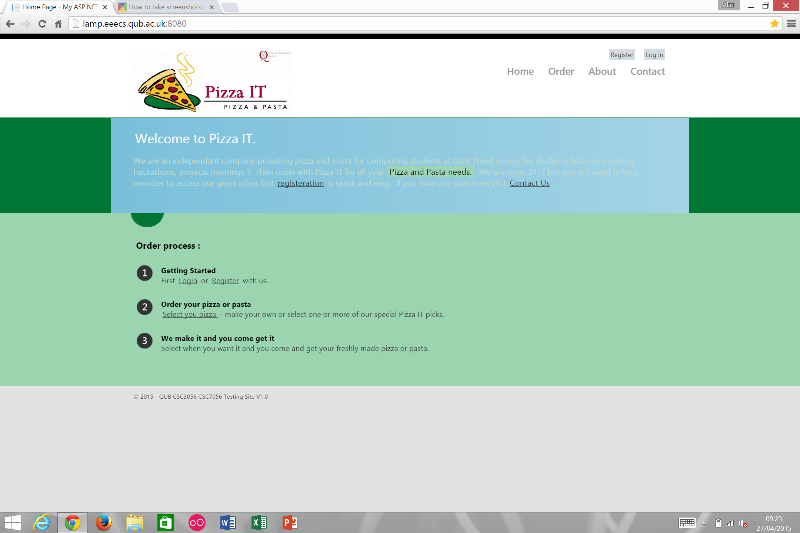 Home Page - My ASP.NET
How to take screenshots
Alan
lamp.eeecs.qub.ac.uk:8080
Register Log in
Home Order About Contact
Q
Pizza IT
PIZZA & PASTA
Welcome to Pizza IT.
We are an independant company providing pizza and pasta for Computing students at QUB. Need energy for studying, late night coding,
hackathons, projects meetings ? Then order with Pizza IT for all your Pizza and Pasta needs. We are open 24*7 but you will need to be a
member to access our great offers but registeration is quick and easy. If you have any questions visit Contact Us
Order process :
1 Getting Started
First Login or Register with us.
2 Order your pizza or pasta
Select you pizza - make your own or select one or more of our special Pizza IT picks.
3 We make it and you come get it
Select when you want it and you come and get your freshly made pizza or pasta.
© 2015 - QUB CSC3056 CSC7056 Testing Site V1.0
09:23
27/04/2015